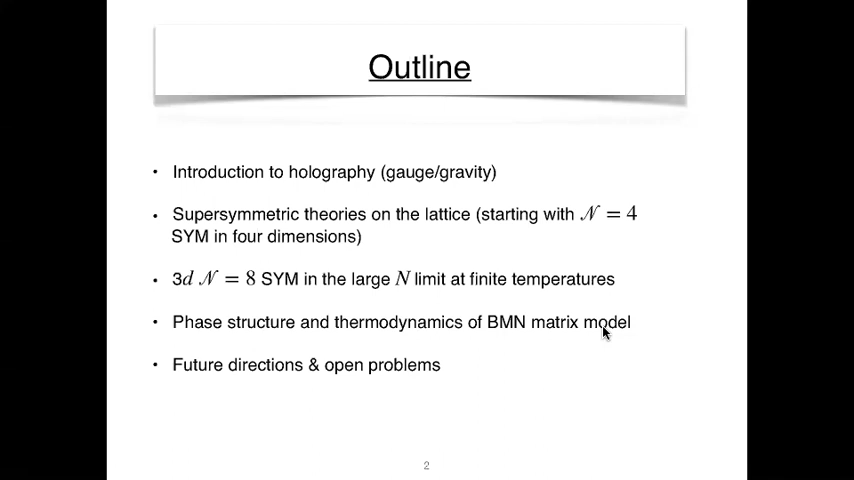 Outline
• Introduction to holography (gauge/gravity)
• Supersymmetric theories on the lattice (starting with 𝒩 = 4
SYM in four dimensions)
• 3d 𝒩 = 8 SYM in the large N limit at finite temperatures
• Phase structure and thermodynamics of BMN matrix model
• Future directions & open problems
2